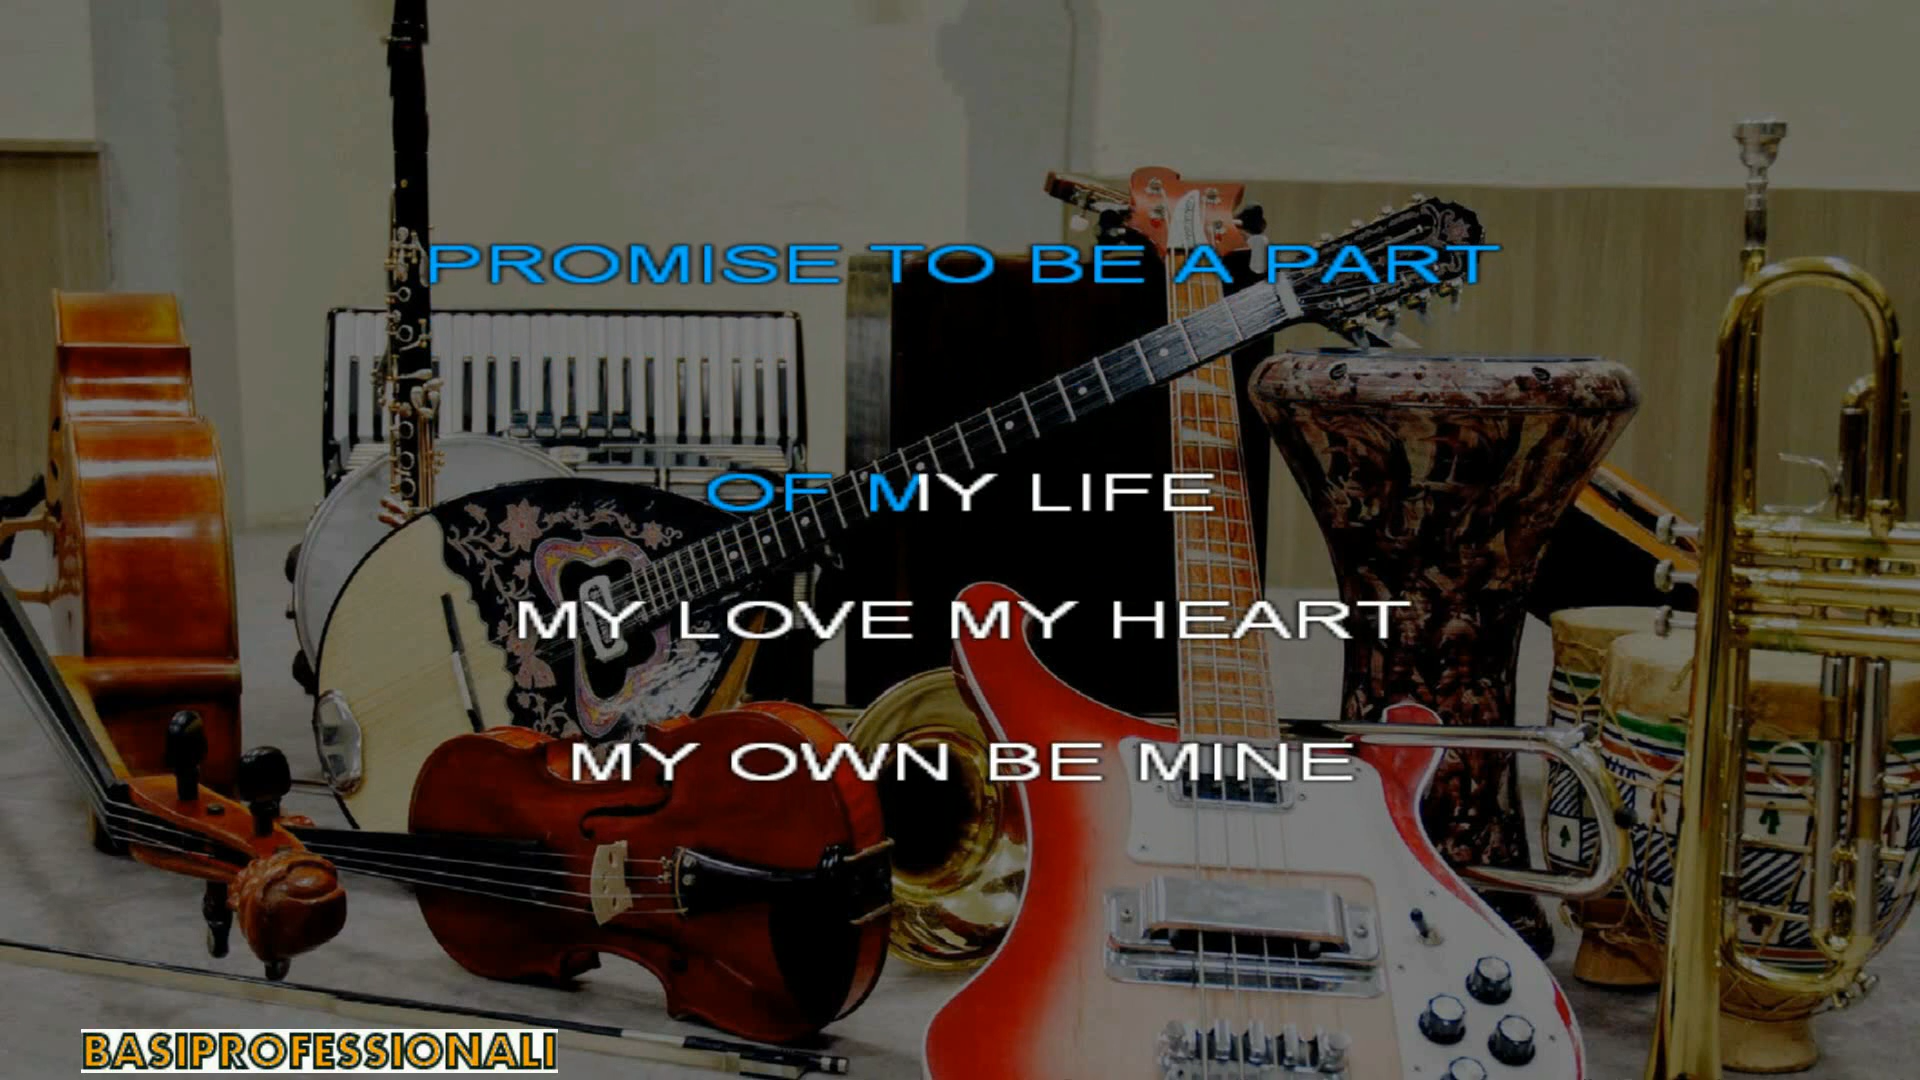 PROMISE TO BE A PART
OF MY LIFE
MY LOVE MY HEART
MY OWN BE MINE
BASIPROFESSIONALI